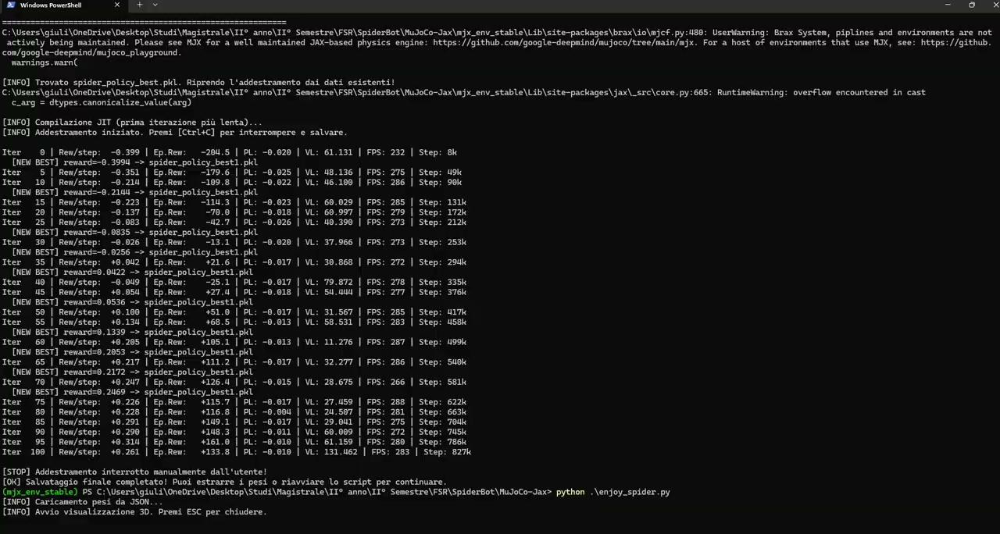 Windows PowerShell
===========================================================
C:\Users\giuli\OneDrive\Desktop\Studi\Magistrale\II° anno\II° Semestre\FSR\SpiderBot\MuJoCo-Jax\mjx_env_stable\Lib\site-packages\brax\io\mjcf.py:480: UserWarning: Brax System, piplines and environments are not
 actively being maintained. Please see MJX for a well maintained JAX-based physics engine: https://github.com/google-deepmind/mujoco/tree/main/mjx. For a host of environments that use MJX, see: https://github.
com/google-deepmind/mujoco_playground.
  warnings.warn(
[INFO] Trovato spider_policy_best.pkl. Riprendo l'addestramento dai dati esistenti!
C:\Users\giuli\OneDrive\Desktop\Studi\Magistrale\II° anno\II° Semestre\FSR\SpiderBot\MuJoCo-Jax\mjx_env_stable\Lib\site-packages\jax\_src\core.py:665: RuntimeWarning: overflow encountered in cast
  c_arg = dtypes.canonicalize_value(arg)
[INFO] Compilazione JIT (prima iterazione più lenta)...
[INFO] Addestramento iniziato. Premi [Ctrl+C] per interrompere e salvare.
Iter    0 | Rew/step:  -0.399 | Ep.Rew:   -204.5 | PL: -0.020 | VL: 61.131 | FPS: 232 | Step: 8k
  [NEW BEST] reward=-0.3994 -> spider_policy_best1.pkl
Iter    5 | Rew/step:  -0.351 | Ep.Rew:   -179.6 | PL: -0.025 | VL: 48.136 | FPS: 275 | Step: 49k
Iter   10 | Rew/step:  -0.214 | Ep.Rew:   -109.8 | PL: -0.022 | VL: 46.100 | FPS: 286 | Step: 90k
  [NEW BEST] reward=-0.2144 -> spider_policy_best1.pkl
Iter   15 | Rew/step:  -0.223 | Ep.Rew:   -114.3 | PL: -0.023 | VL: 60.029 | FPS: 285 | Step: 131k
Iter   20 | Rew/step:  -0.137 | Ep.Rew:    -70.0 | PL: -0.018 | VL: 60.997 | FPS: 279 | Step: 172k
Iter   25 | Rew/step:  -0.083 | Ep.Rew:    -42.7 | PL: -0.026 | VL: 40.390 | FPS: 273 | Step: 212k
  [NEW BEST] reward=-0.0835 -> spider_policy_best1.pkl
Iter   30 | Rew/step:  -0.026 | Ep.Rew:    -13.1 | PL: -0.020 | VL: 37.966 | FPS: 273 | Step: 253k
  [NEW BEST] reward=-0.0256 -> spider_policy_best1.pkl
Iter   35 | Rew/step:  +0.042 | Ep.Rew:    +21.6 | PL: -0.017 | VL: 30.868 | FPS: 272 | Step: 294k
  [NEW BEST] reward=0.0422 -> spider_policy_best1.pkl
Iter   40 | Rew/step:  -0.049 | Ep.Rew:    -25.1 | PL: -0.017 | VL: 79.872 | FPS: 278 | Step: 335k
Iter   45 | Rew/step:  +0.054 | Ep.Rew:    +27.4 | PL: -0.018 | VL: 54.444 | FPS: 277 | Step: 376k
  [NEW BEST] reward=0.0536 -> spider_policy_best1.pkl
Iter   50 | Rew/step:  +0.100 | Ep.Rew:    +51.0 | PL: -0.017 | VL: 31.567 | FPS: 285 | Step: 417k
Iter   55 | Rew/step:  +0.134 | Ep.Rew:    +68.5 | PL: -0.013 | VL: 58.531 | FPS: 283 | Step: 458k
  [NEW BEST] reward=0.1339 -> spider_policy_best1.pkl
Iter   60 | Rew/step:  +0.205 | Ep.Rew:   +105.1 | PL: -0.013 | VL: 11.276 | FPS: 287 | Step: 499k
  [NEW BEST] reward=0.2053 -> spider_policy_best1.pkl
Iter   65 | Rew/step:  +0.217 | Ep.Rew:   +111.2 | PL: -0.017 | VL: 32.277 | FPS: 286 | Step: 540k
  [NEW BEST] reward=0.2172 -> spider_policy_best1.pkl
Iter   70 | Rew/step:  +0.247 | Ep.Rew:   +126.4 | PL: -0.015 | VL: 28.675 | FPS: 266 | Step: 581k
  [NEW BEST] reward=0.2469 -> spider_policy_best1.pkl
Iter   75 | Rew/step:  +0.226 | Ep.Rew:   +115.7 | PL: -0.017 | VL: 27.459 | FPS: 288 | Step: 622k
Iter   80 | Rew/step:  +0.228 | Ep.Rew:   +116.8 | PL: -0.004 | VL: 24.507 | FPS: 281 | Step: 663k
Iter   85 | Rew/step:  +0.291 | Ep.Rew:   +149.1 | PL: -0.017 | VL: 29.041 | FPS: 275 | Step: 704k
Iter   90 | Rew/step:  +0.290 | Ep.Rew:   +148.3 | PL: -0.011 | VL: 60.009 | FPS: 272 | Step: 745k
Iter   95 | Rew/step:  +0.314 | Ep.Rew:   +161.0 | PL: -0.010 | VL: 61.159 | FPS: 280 | Step: 786k
Iter  100 | Rew/step:  +0.261 | Ep.Rew:   +133.8 | PL: -0.010 | VL: 131.462 | FPS: 283 | Step: 827k
[STOP] Addestramento interrotto manualmente dall'utente!
[OK] Salvataggio finale completato! Puoi estrarre i pesi o riavviare lo script per continuare.
(mjx_env_stable) PS C:\Users\giuli\OneDrive\Desktop\Studi\Magistrale\II° anno\II° Semestre\FSR\SpiderBot\MuJoCo-Jax> python .\enjoy_spider.py
[INFO] Caricamento pesi da JSON...
[INFO] Avvio visualizzazione 3D. Premi ESC per chiudere.